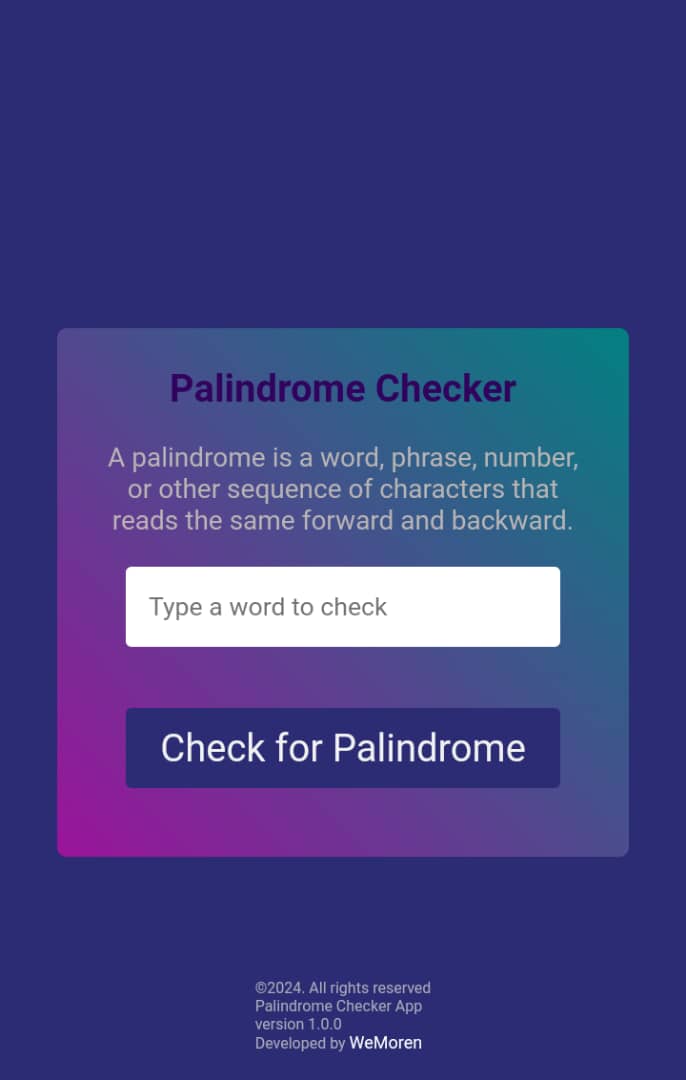 Palindrome Checker
A palindrome is a word, phrase, number,
or other sequence of characters that
reads the same forward and backward.
Type a word to check
Check for Palindrome
©2024. All rights reserved
Palindrome Checker App
version 1.0.0
Developed by WeMoren